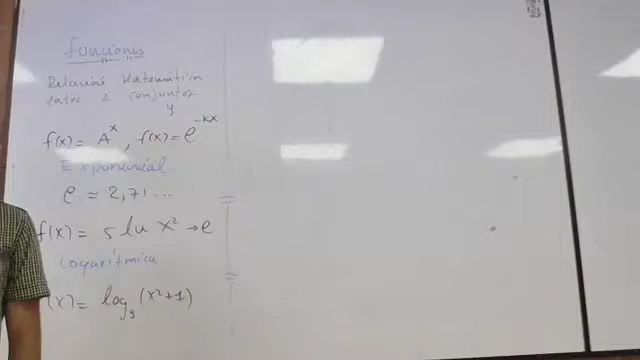 Funciones
Relación Matemática
entre 2 conjuntos
y
f(x) = A^x, f(x) = e^-kx
Exponencial
e = 2,71...
f(x) = 5 ln x² → e
Logarítmica
(x) = log₃ (x²+1)